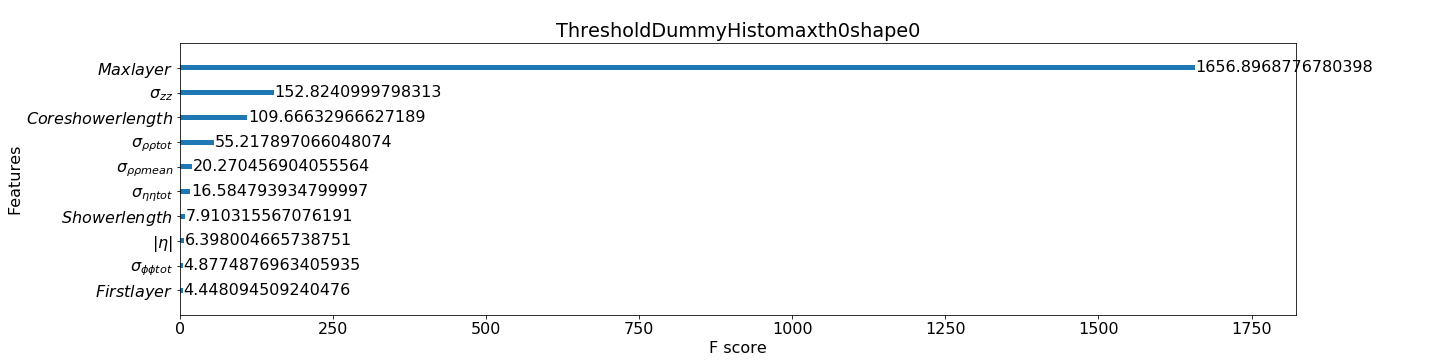 ThresholdDummyHistomaxth0shape0
Maxlayer 1656.8968776780398
σzz 152.8240999798313
Coreshowerlength 109.66632966627189
σρρtot 55.217897066048074
σρρmean 20.270456904055564
σηηtot 16.584793934799997
Showerlength 7.910315567076191
|η| 6.398004665738751
σϕϕtot 4.8774876963405935
Firstlayer 4.448094509240476
Features
0 250 500 750 1000 1250 1500 1750
F score